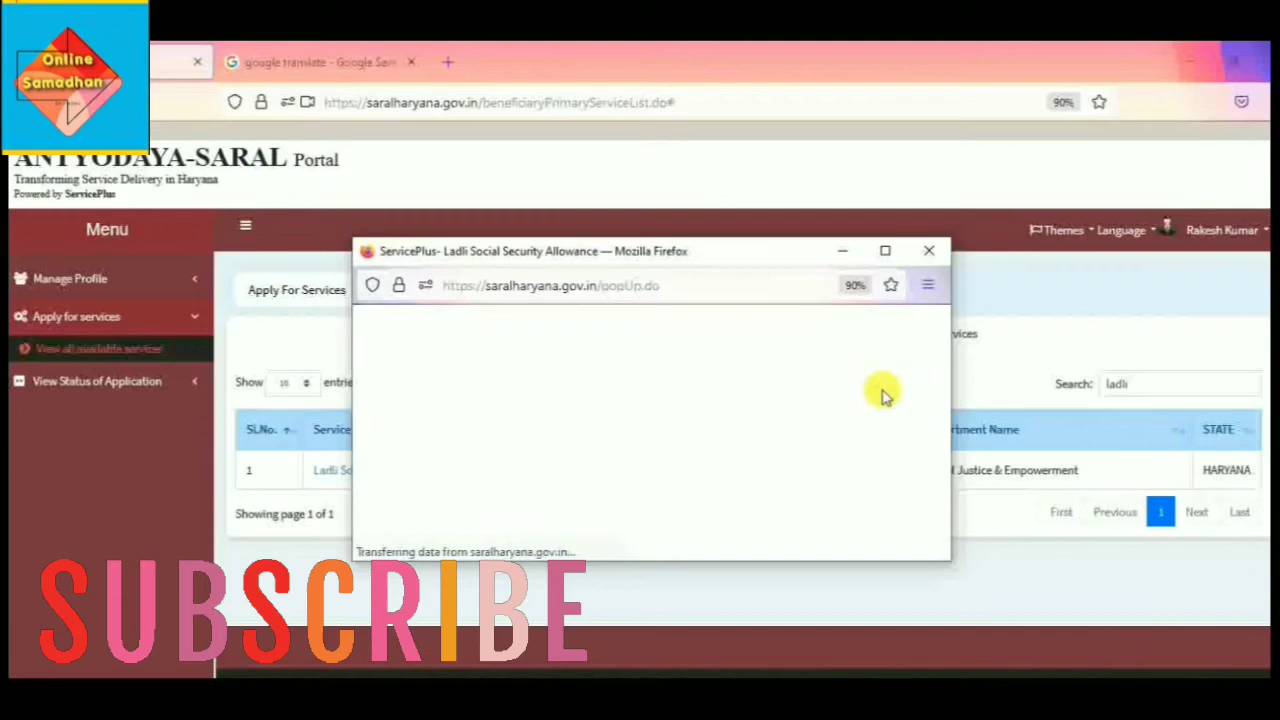 Online
Samadhan
google translate - Google Sear
https://saralharyana.gov.in/beneficiaryPrimaryServiceList.do#
90%
ANTYODAYA-SARAL Portal
Transforming Service Delivery in Haryana
Powered by ServicePlus
Menu
Themes
Language
Rakesh Kumar
ServicePlus- Ladli Social Security Allowance — Mozilla Firefox
https://saralharyana.gov.in/popUp.do
90%
Manage Profile
Apply for services
View all available services
View Status of Application
Apply For Services
vices
Show 10 entrie
Search: ladli
SL.No.
Service
rtment Name
STATE
1
Ladli So
l Justice & Empowerment
HARYANA
Showing page 1 of 1
First Previous 1 Next Last
Transferring data from saralharyana.gov.in...
SUBSCRIBE